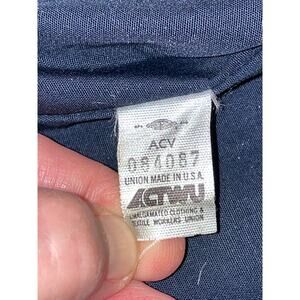 ACV
084087
UNION MADE IN U.S.A.
ACTWU
AMALGAMATED CLOTHING &
TEXTILE WORKERS UNION